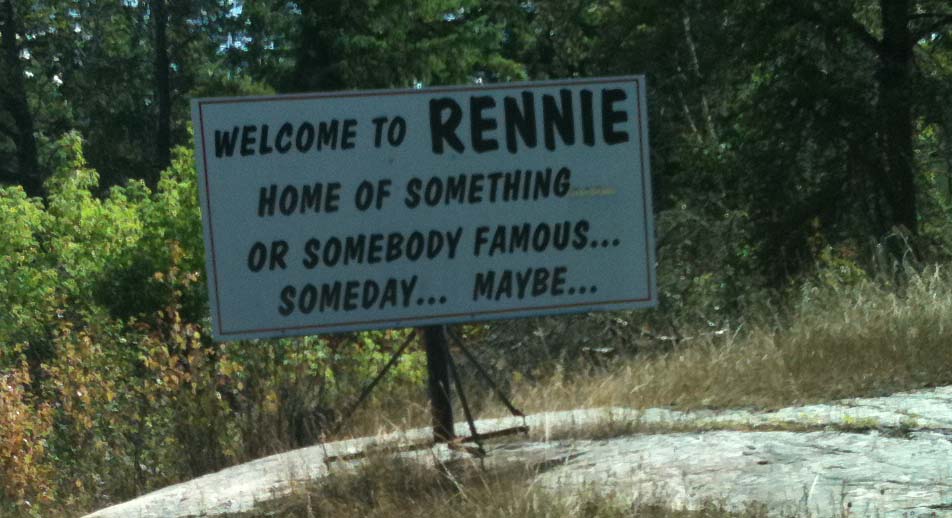 WELCOME TO RENNIE
HOME OF SOMETHING...
OR SOMEBODY FAMOUS...
SOMEDAY... MAYBE...